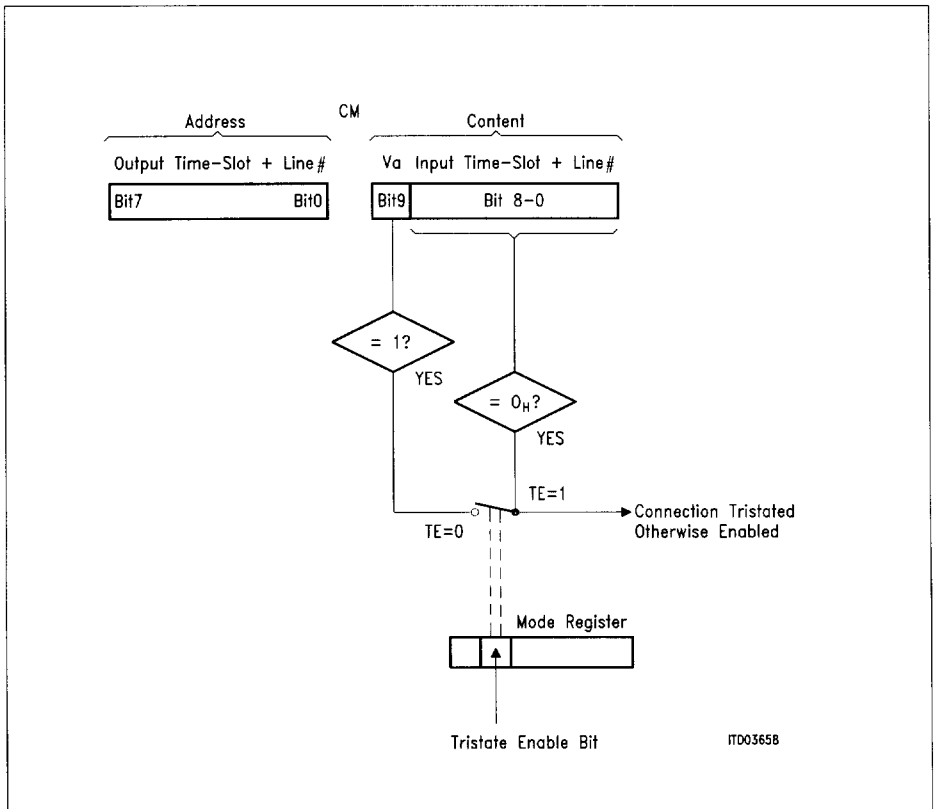 CM
Address
Content
Output Time-Slot + Line#
Va Input Time-Slot + Line#
Bit7 Bit0
Bit9 Bit 8-0
= 1?
YES
= 0H?
YES
TE=1
TE=0
Connection Tristated
Otherwise Enabled
Mode Register
Tristate Enable Bit
ITD03658